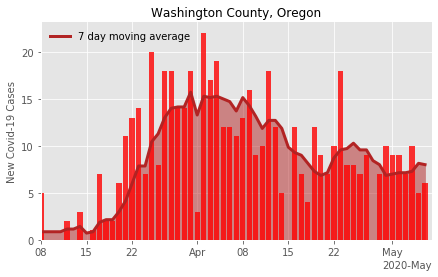 Washington County, Oregon
7 day moving average
New Covid-19 Cases
20
15
10
5
0
08
15
22
Apr
08
15
22
May
2020-May